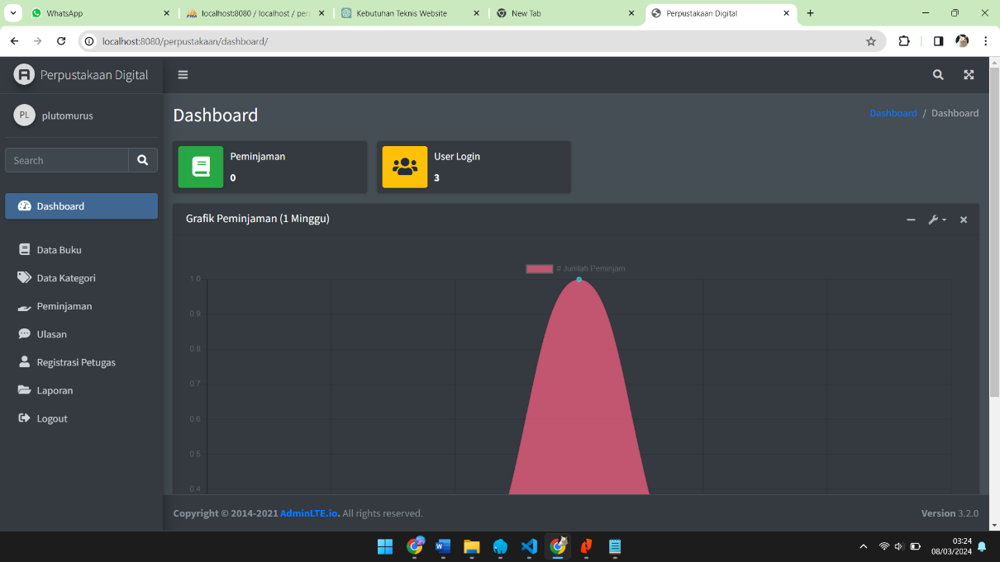 WhatsApp
localhost:8080 / localhost / per
Kebutuhan Teknis Website
New Tab
Perpustakaan Digital
localhost:8080/perpustakaan/dashboard/
Perpustakaan Digital
PL plutomurus
Search
Dashboard
Data Buku
Data Kategori
Peminjaman
Ulasan
Registrasi Petugas
Laporan
Logout
Dashboard
Dashboard / Dashboard
Peminjaman
0
User Login
3
Grafik Peminjaman (1 Minggu)
# Jumlah Peminjam
1.0
0.9
0.8
0.7
0.6
0.5
0.4
Copyright © 2014-2021 AdminLTE.io. All rights reserved.
Version 3.2.0
03:24
08/03/2024